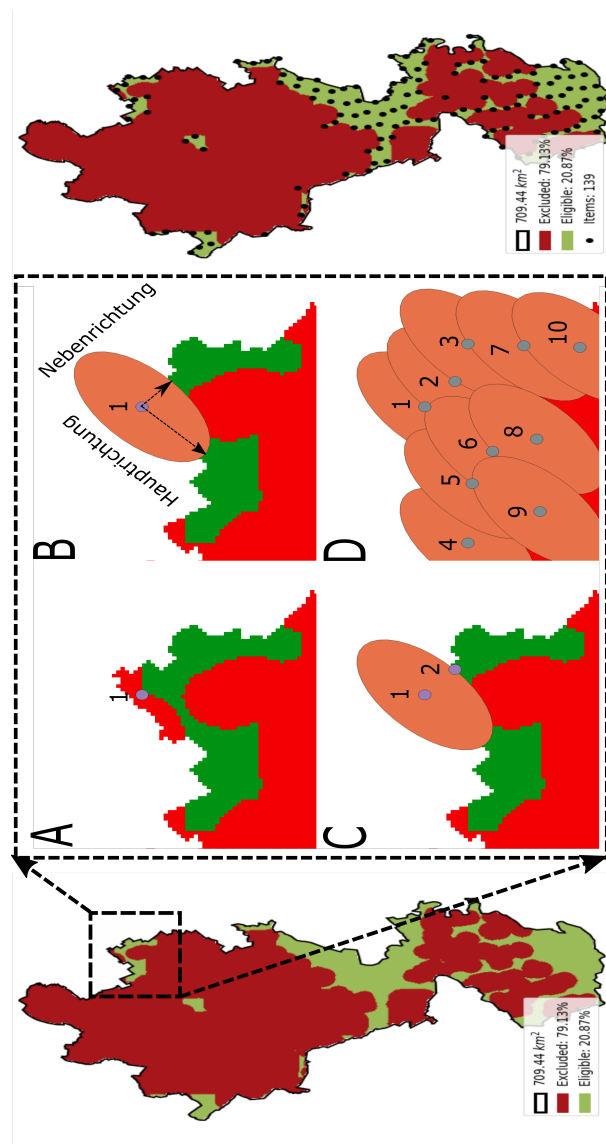 709.44 km²
Excluded: 79.13%
Eligible: 20.87%
A
1
B
Hauptrichtung
Nebenrichtung
1
C
1
2
D
1
2
3
4
5
6
7
8
9
10
709.44 km²
Excluded: 79.13%
Eligible: 20.87%
Items: 139